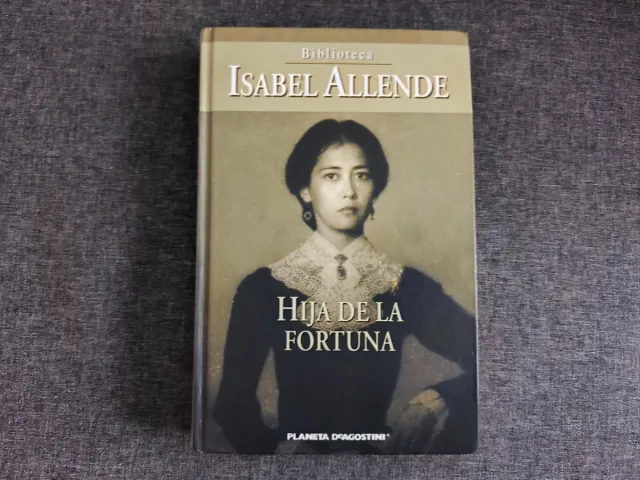 Biblioteca
ISABEL ALLENDE
HIJA DE LA
FORTUNA
PLANETA DEAGOSTINI